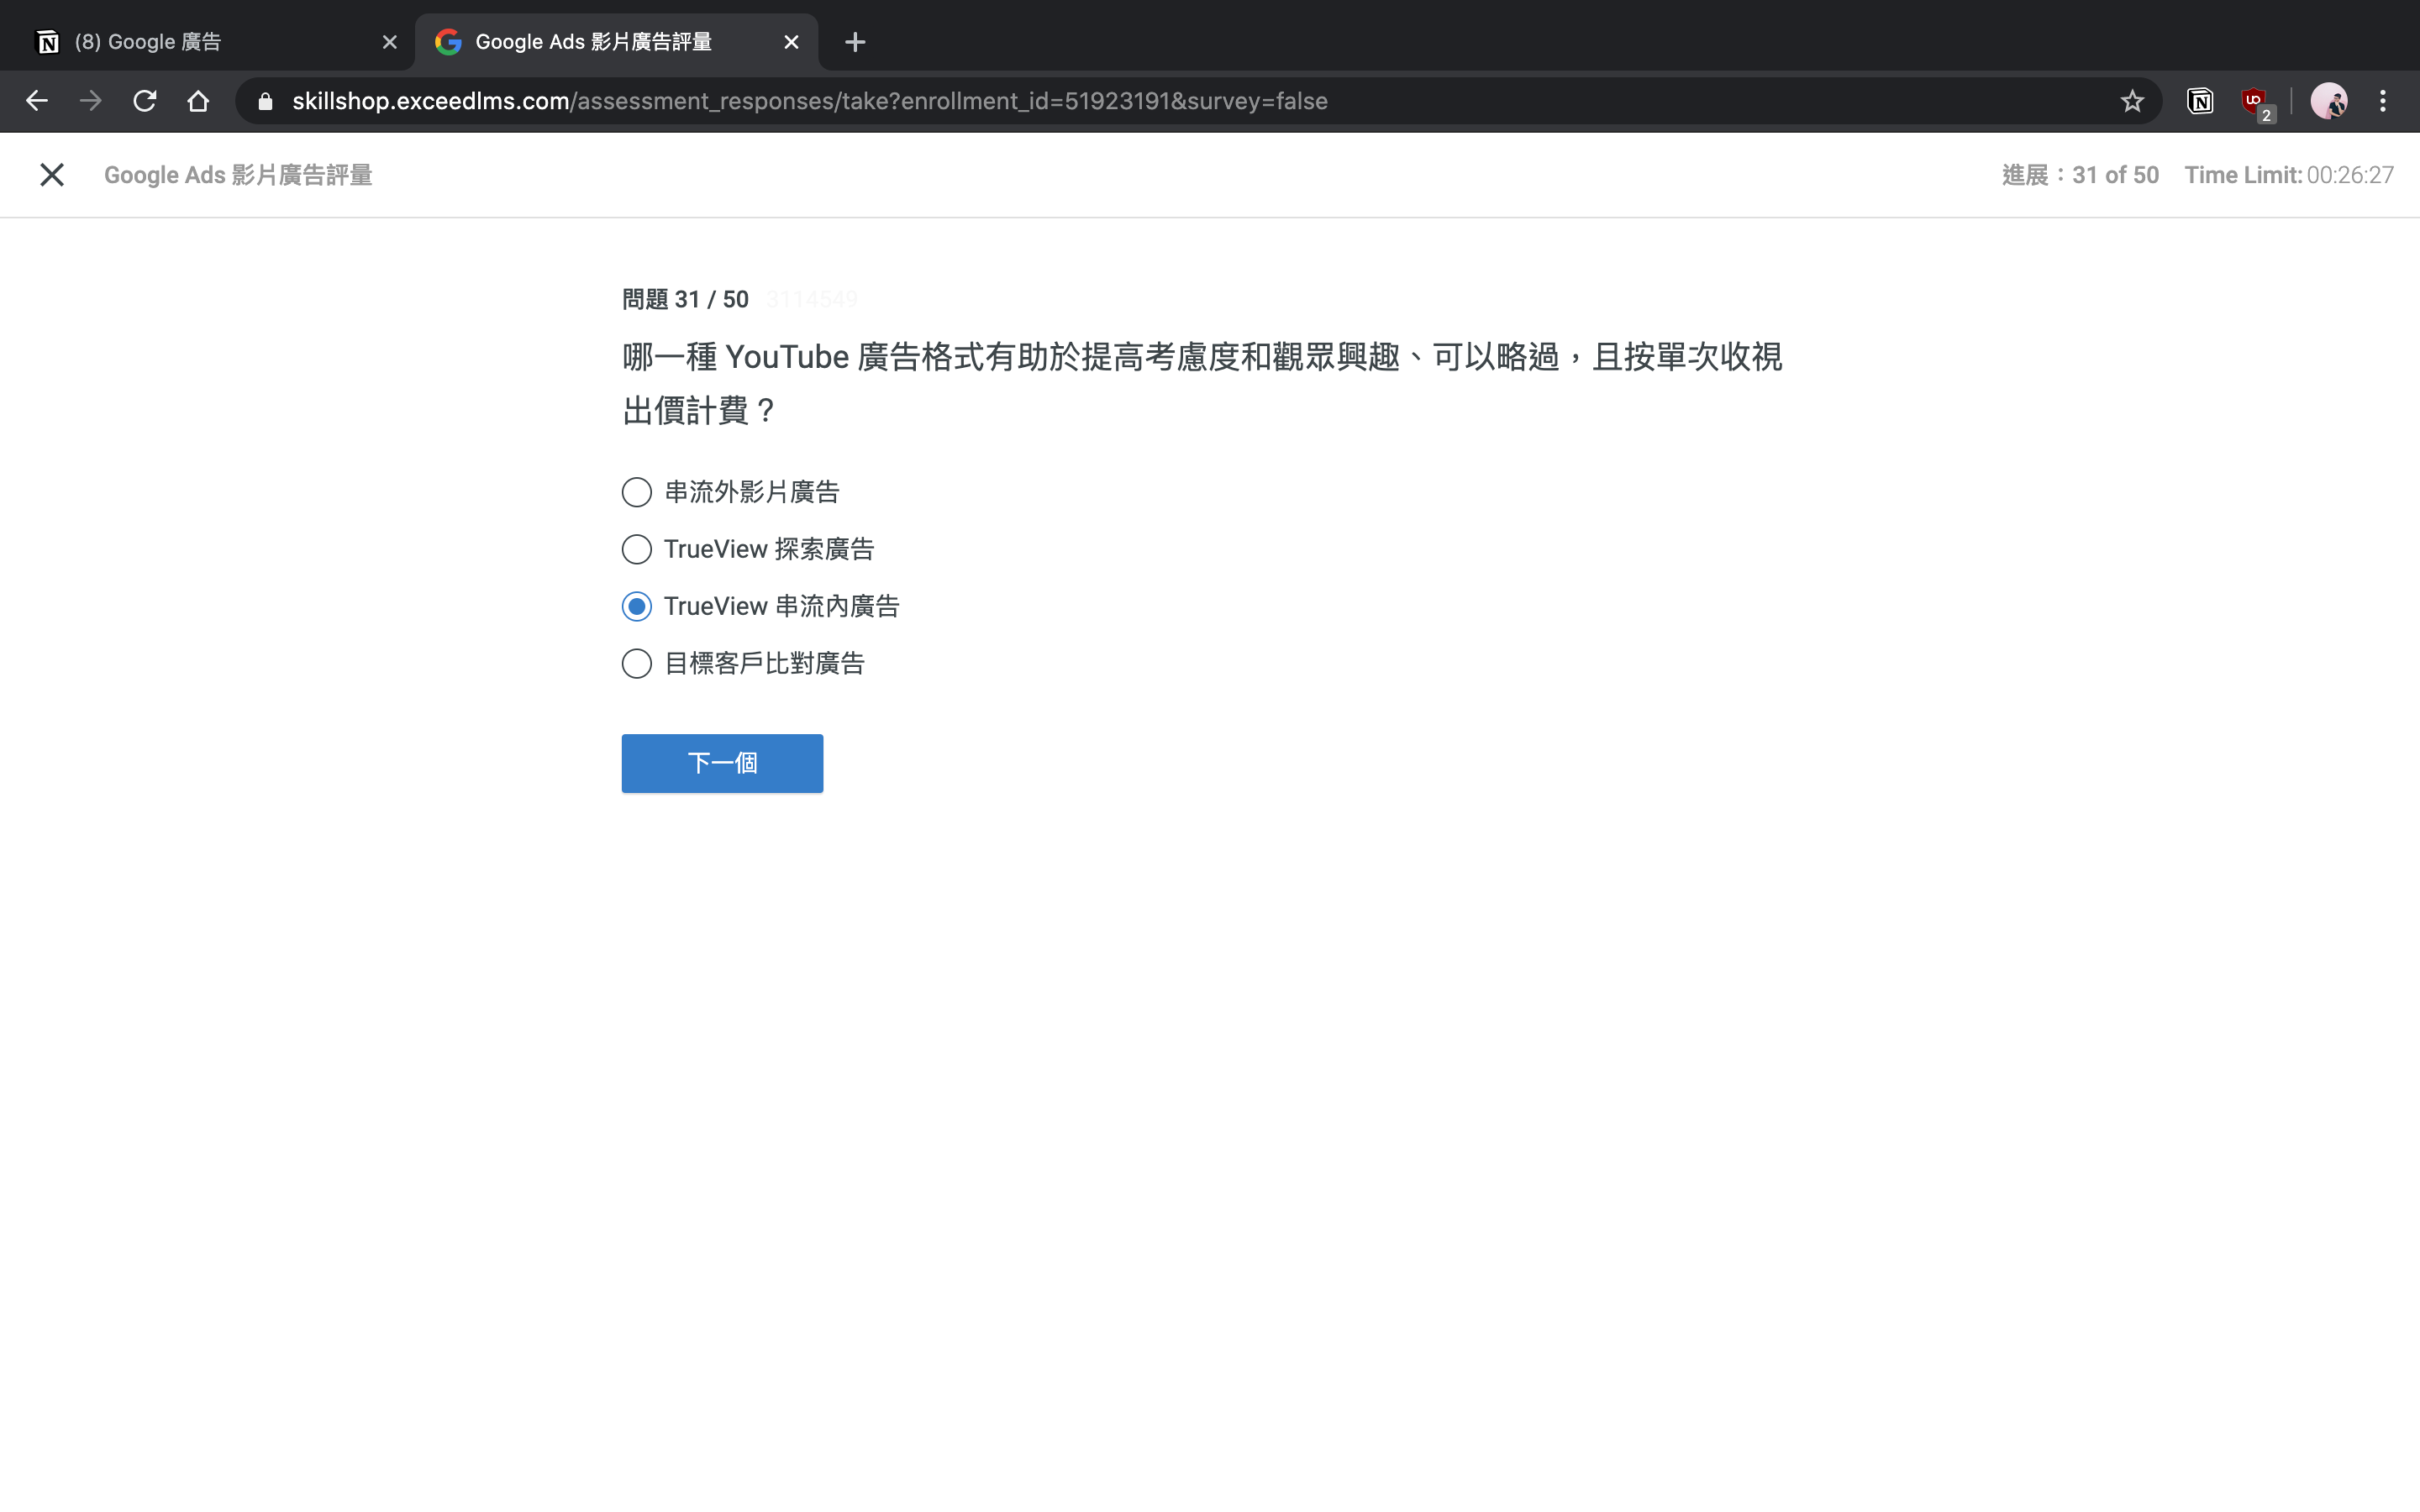 (8) Google 廣告
Google Ads 影片廣告評量
skillshop.exceedlms.com/assessment_responses/take?enrollment_id=51923191&survey=false
2
Google Ads 影片廣告評量
進展：31 of 50 Time Limit: 00:26:27
問題 31 / 50 3114549
哪一種 YouTube 廣告格式有助於提高考慮度和觀眾興趣、可以略過，且按單次收視
出價計費？
串流外影片廣告
TrueView 探索廣告
TrueView 串流內廣告
目標客戶比對廣告
下一個